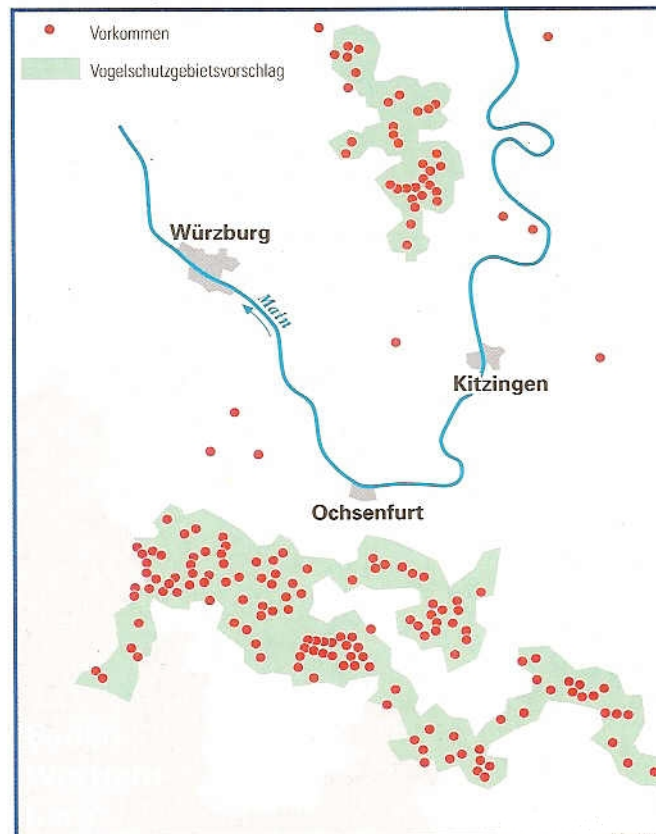 Vorkommen
Vogelschutzgebietsvorschlag
Würzburg
Main
Kitzingen
Ochsenfurt